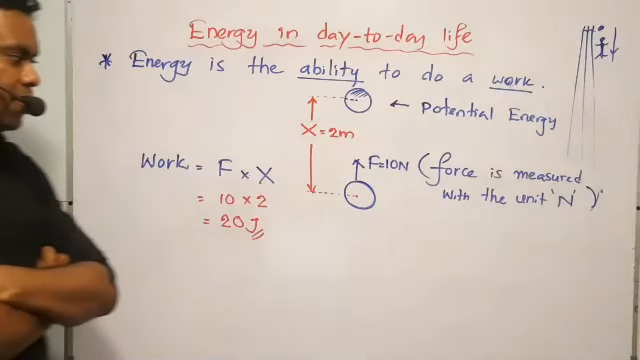 Energy in day-to-day life
* Energy is the ability to do a work.
← Potential Energy
X = 2m
F=10N (force is measured
with the unit 'N')
Work = F × X
= 10 × 2
= 20J